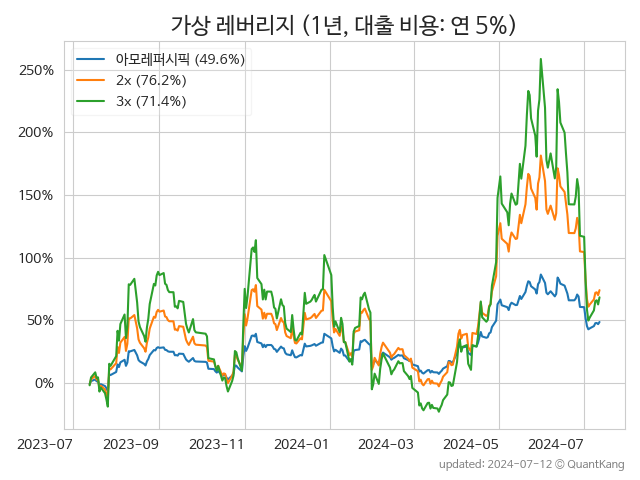 가상 레버리지 (1년, 대출 비용: 연 5%)
아모레퍼시픽 (49.6%)
2x (76.2%)
3x (71.4%)
250%
200%
150%
100%
50%
0%
2023-07
2023-09
2023-11
2024-01
2024-03
2024-05
2024-07
updated: 2024-07-12 © QuantKang